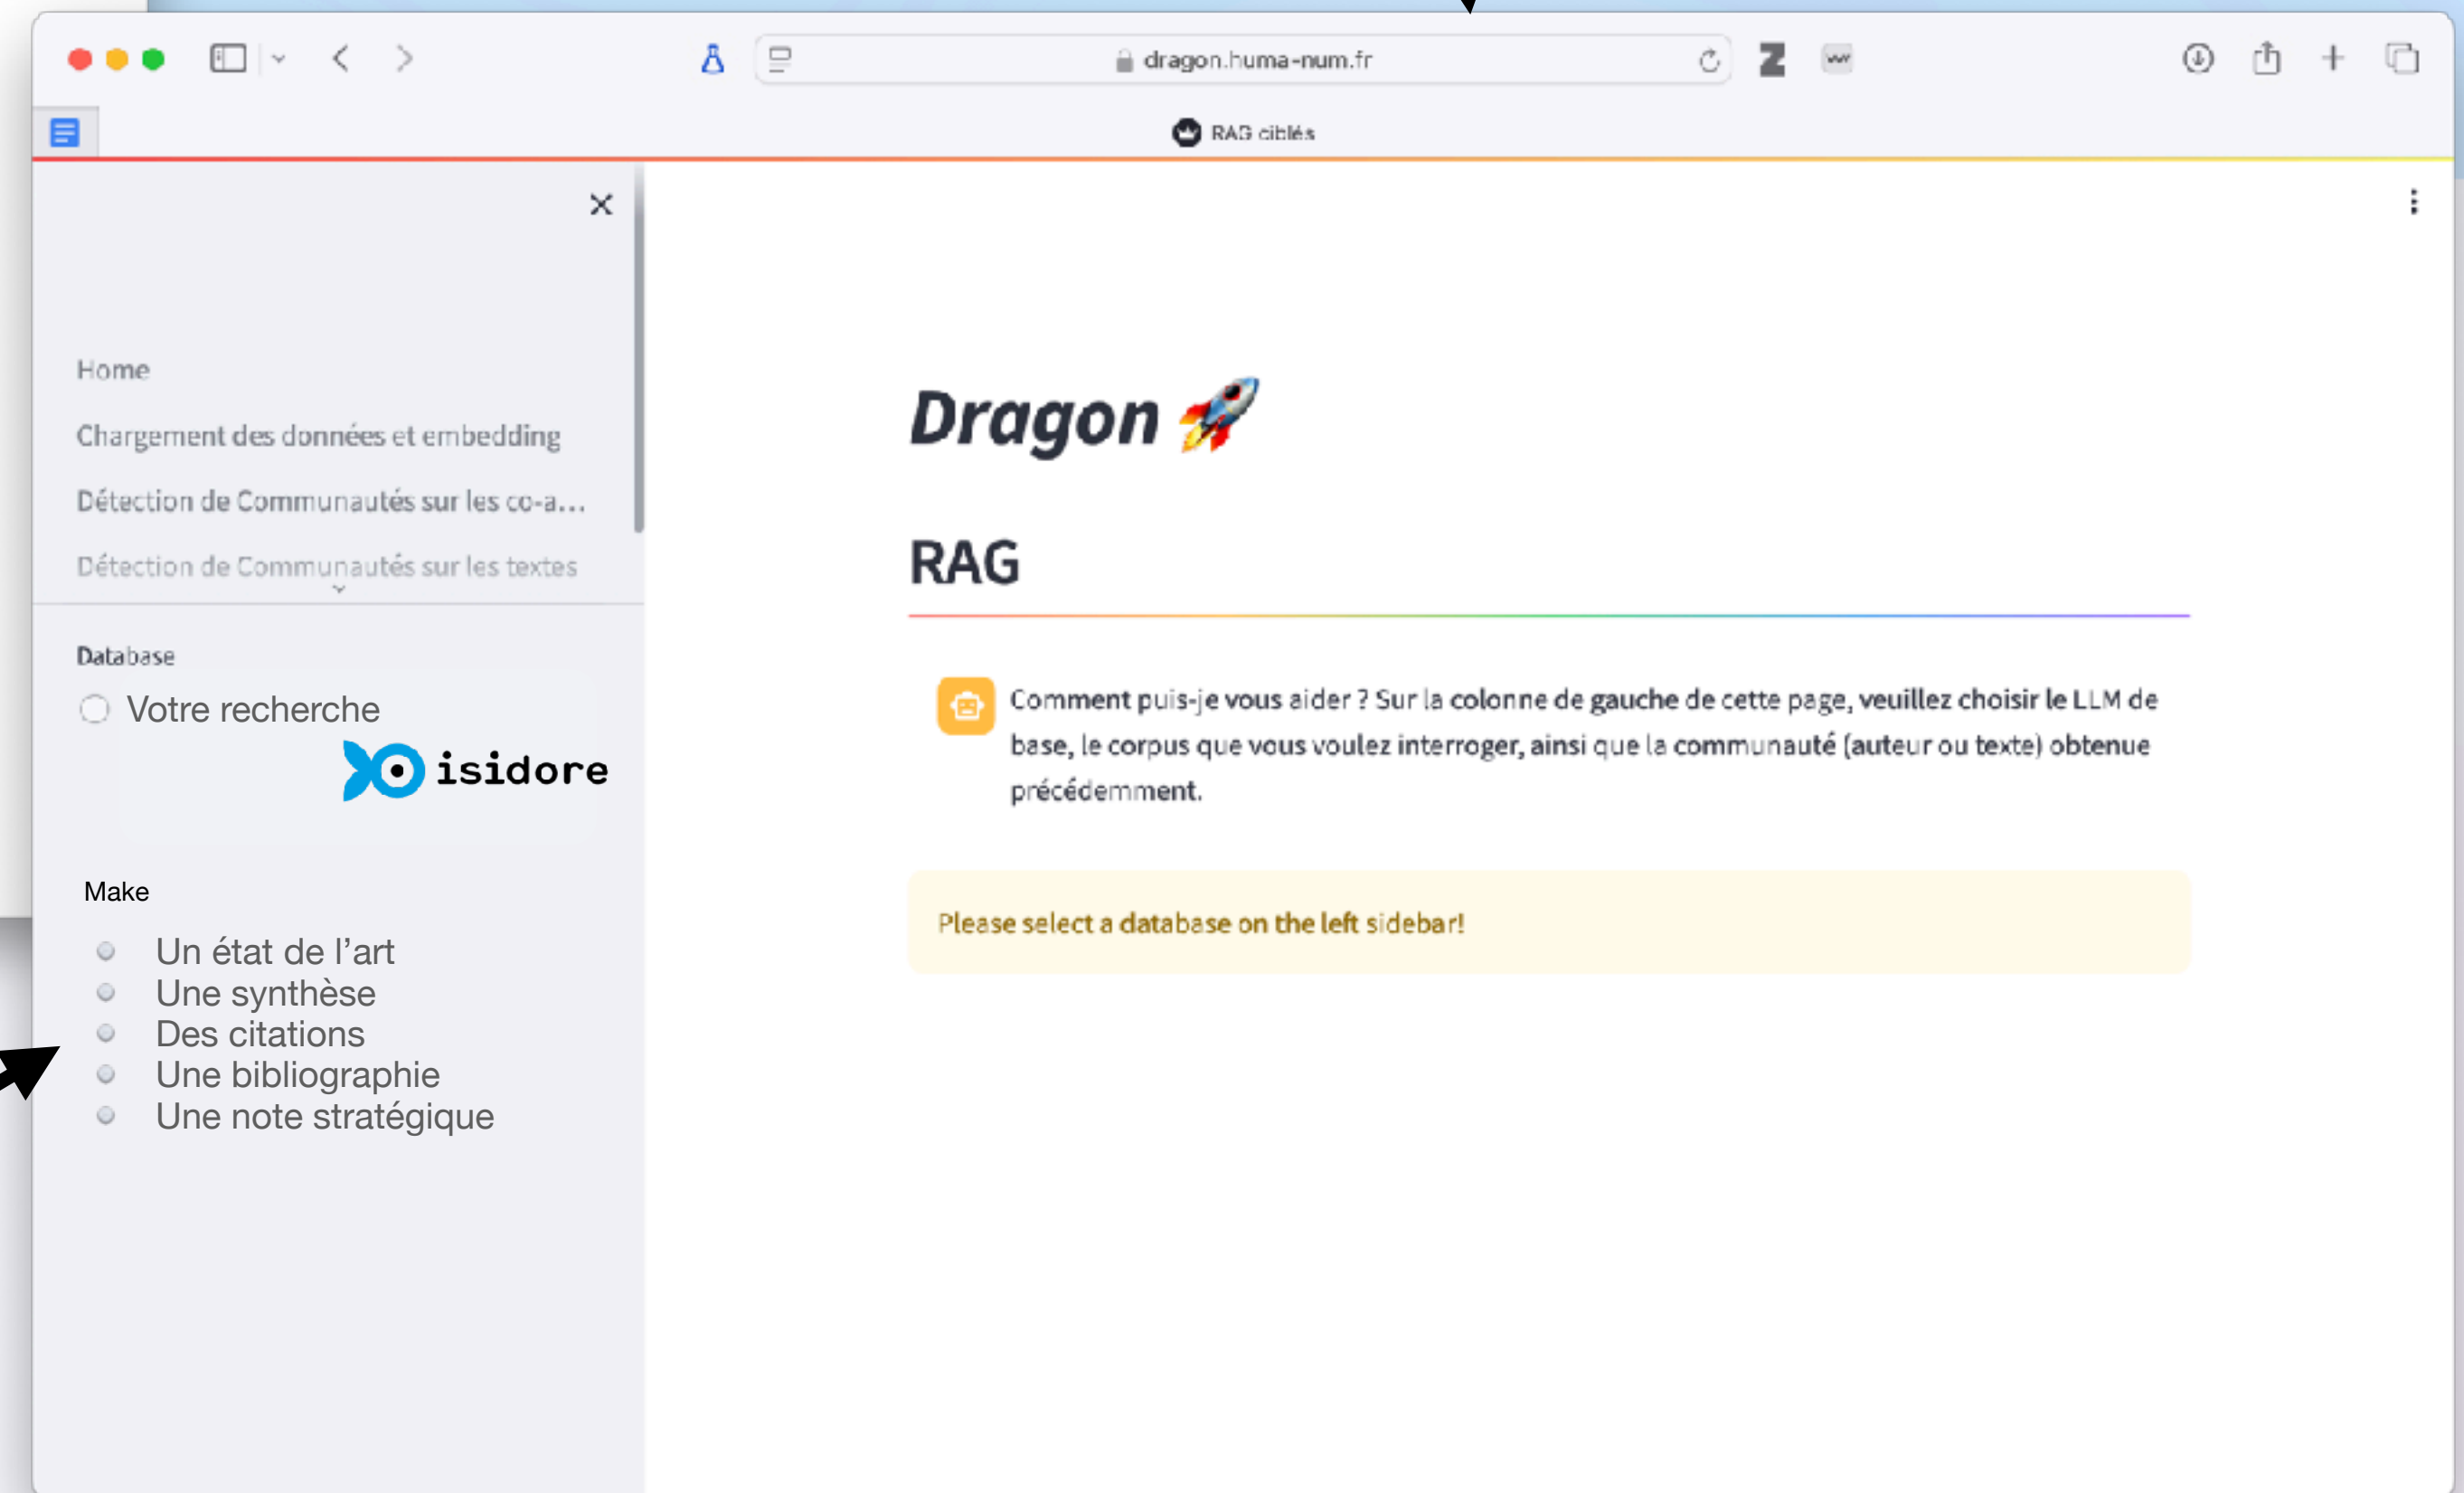 dragon.huma-num.fr
RAG ciblés
Home
Chargement des données et embedding
Détection de Communautés sur les co-a...
Détection de Communautés sur les textes
Database
Votre recherche
isidore
Make
Un état de l’art
Une synthèse
Des citations
Une bibliographie
Une note stratégique
Dragon 🚀
RAG
Comment puis-je vous aider ? Sur la colonne de gauche de cette page, veuillez choisir le LLM de
base, le corpus que vous voulez interroger, ainsi que la communauté (auteur ou texte) obtenue
précédemment.
Please select a database on the left sidebar!